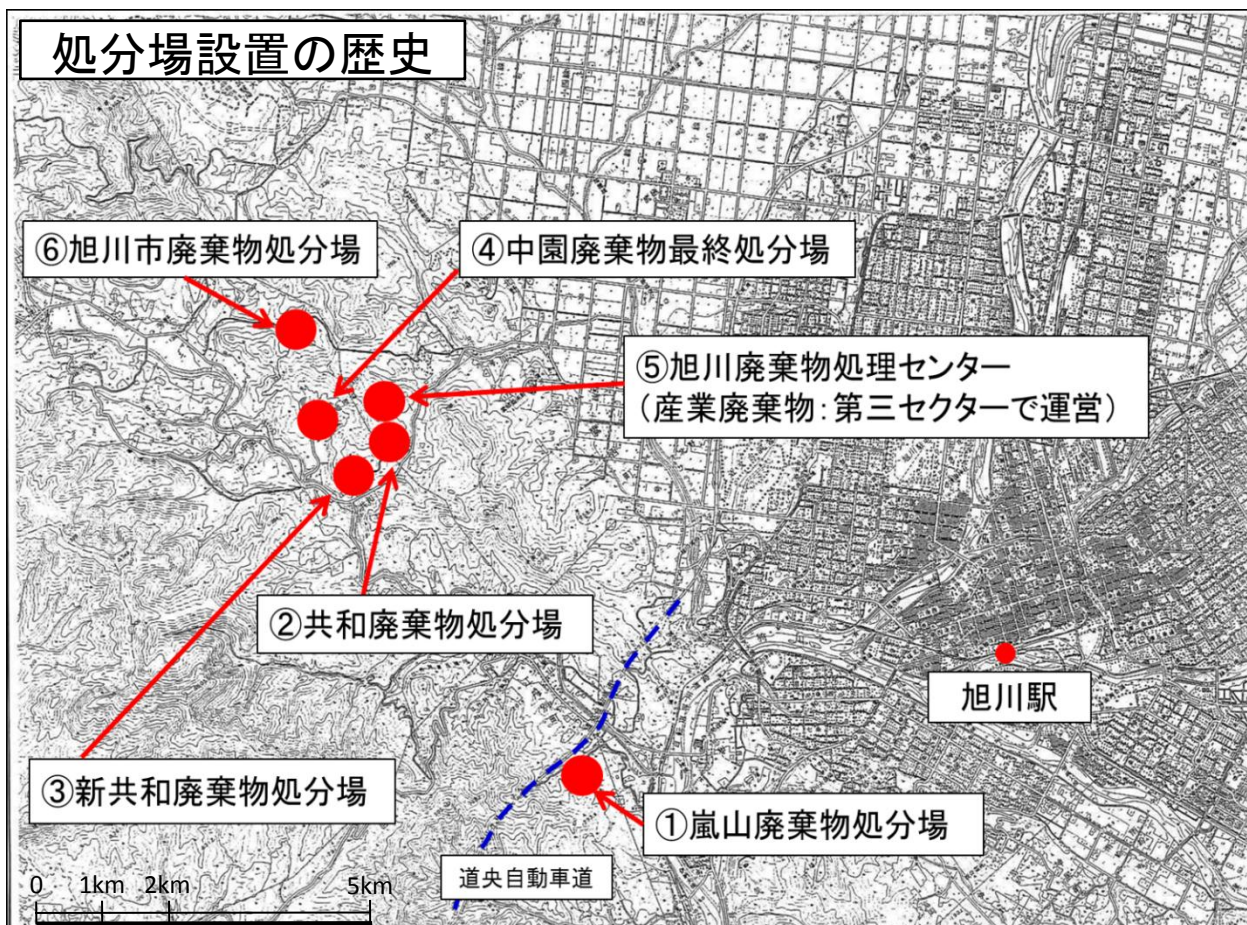 処分場設置の歴史
⑥旭川市廃棄物処分場
④中園廃棄物最終処分場
⑤旭川廃棄物処理センター
（産業廃棄物：第三セクターで運営）
②共和廃棄物処分場
旭川駅
③新共和廃棄物処分場
①嵐山廃棄物処分場
道央自動車道
0 1km 2km 5km